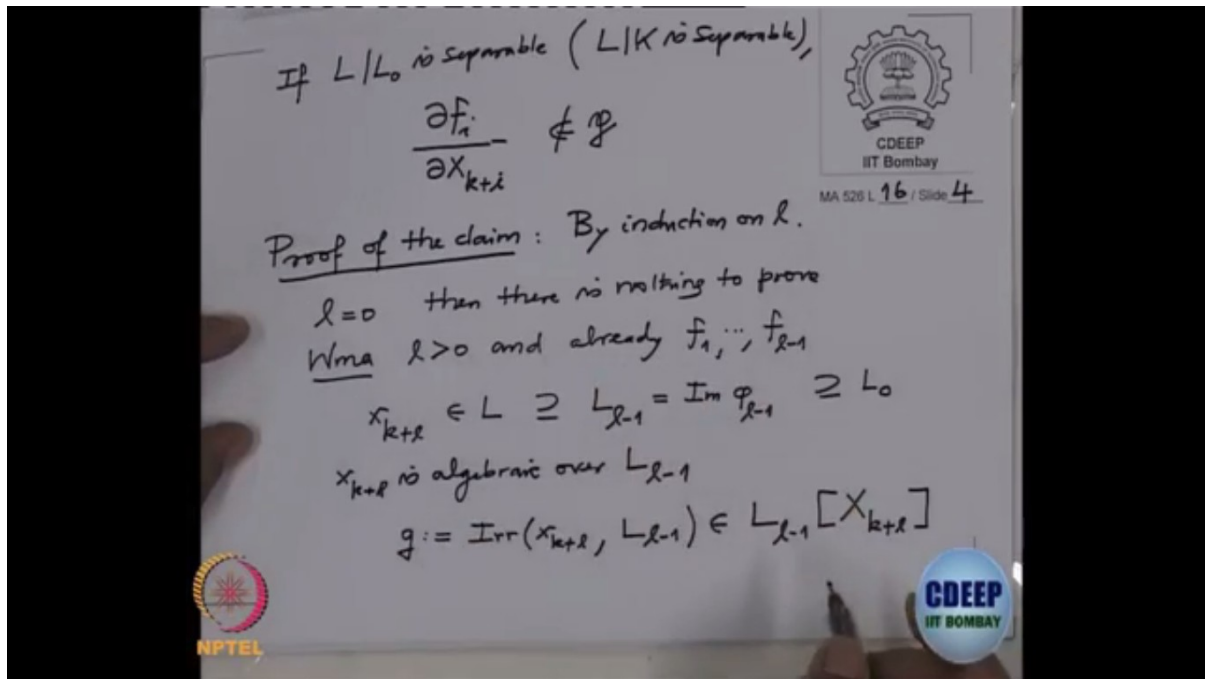 If L/L₀ is separable (L|K is separable),
∂fᵢ / ∂X_{k+i} ∉ 𝔭
CDEEP
IIT Bombay
MA 526 L 16 / Slide 4
Proof of the claim : By induction on l.
l=0 then there is nothing to prove
Wma l>0 and already f₁, ⋯, f_{l-1}
x_{k+l} ∈ L ⊇ L_{l-1} = Im φ_{l-1} ⊇ L₀
x_{k+l} is algebraic over L_{l-1}
g := Irr(x_{k+l}, L_{l-1}) ∈ L_{l-1}[X_{k+l}]
NPTEL
CDEEP
IIT BOMBAY